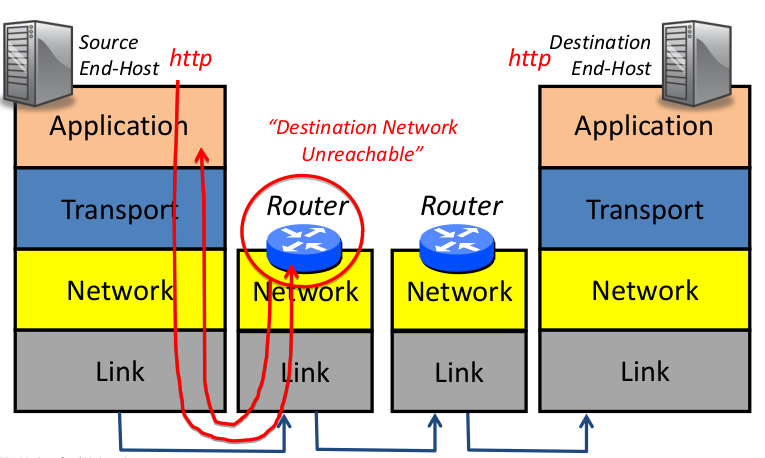 Source
End-Host
http
http
Destination
End-Host
Application
Application
“Destination Network
Unreachable”
Transport
Router
Router
Transport
Network
Network
Network
Network
Link
Link
Link
Link